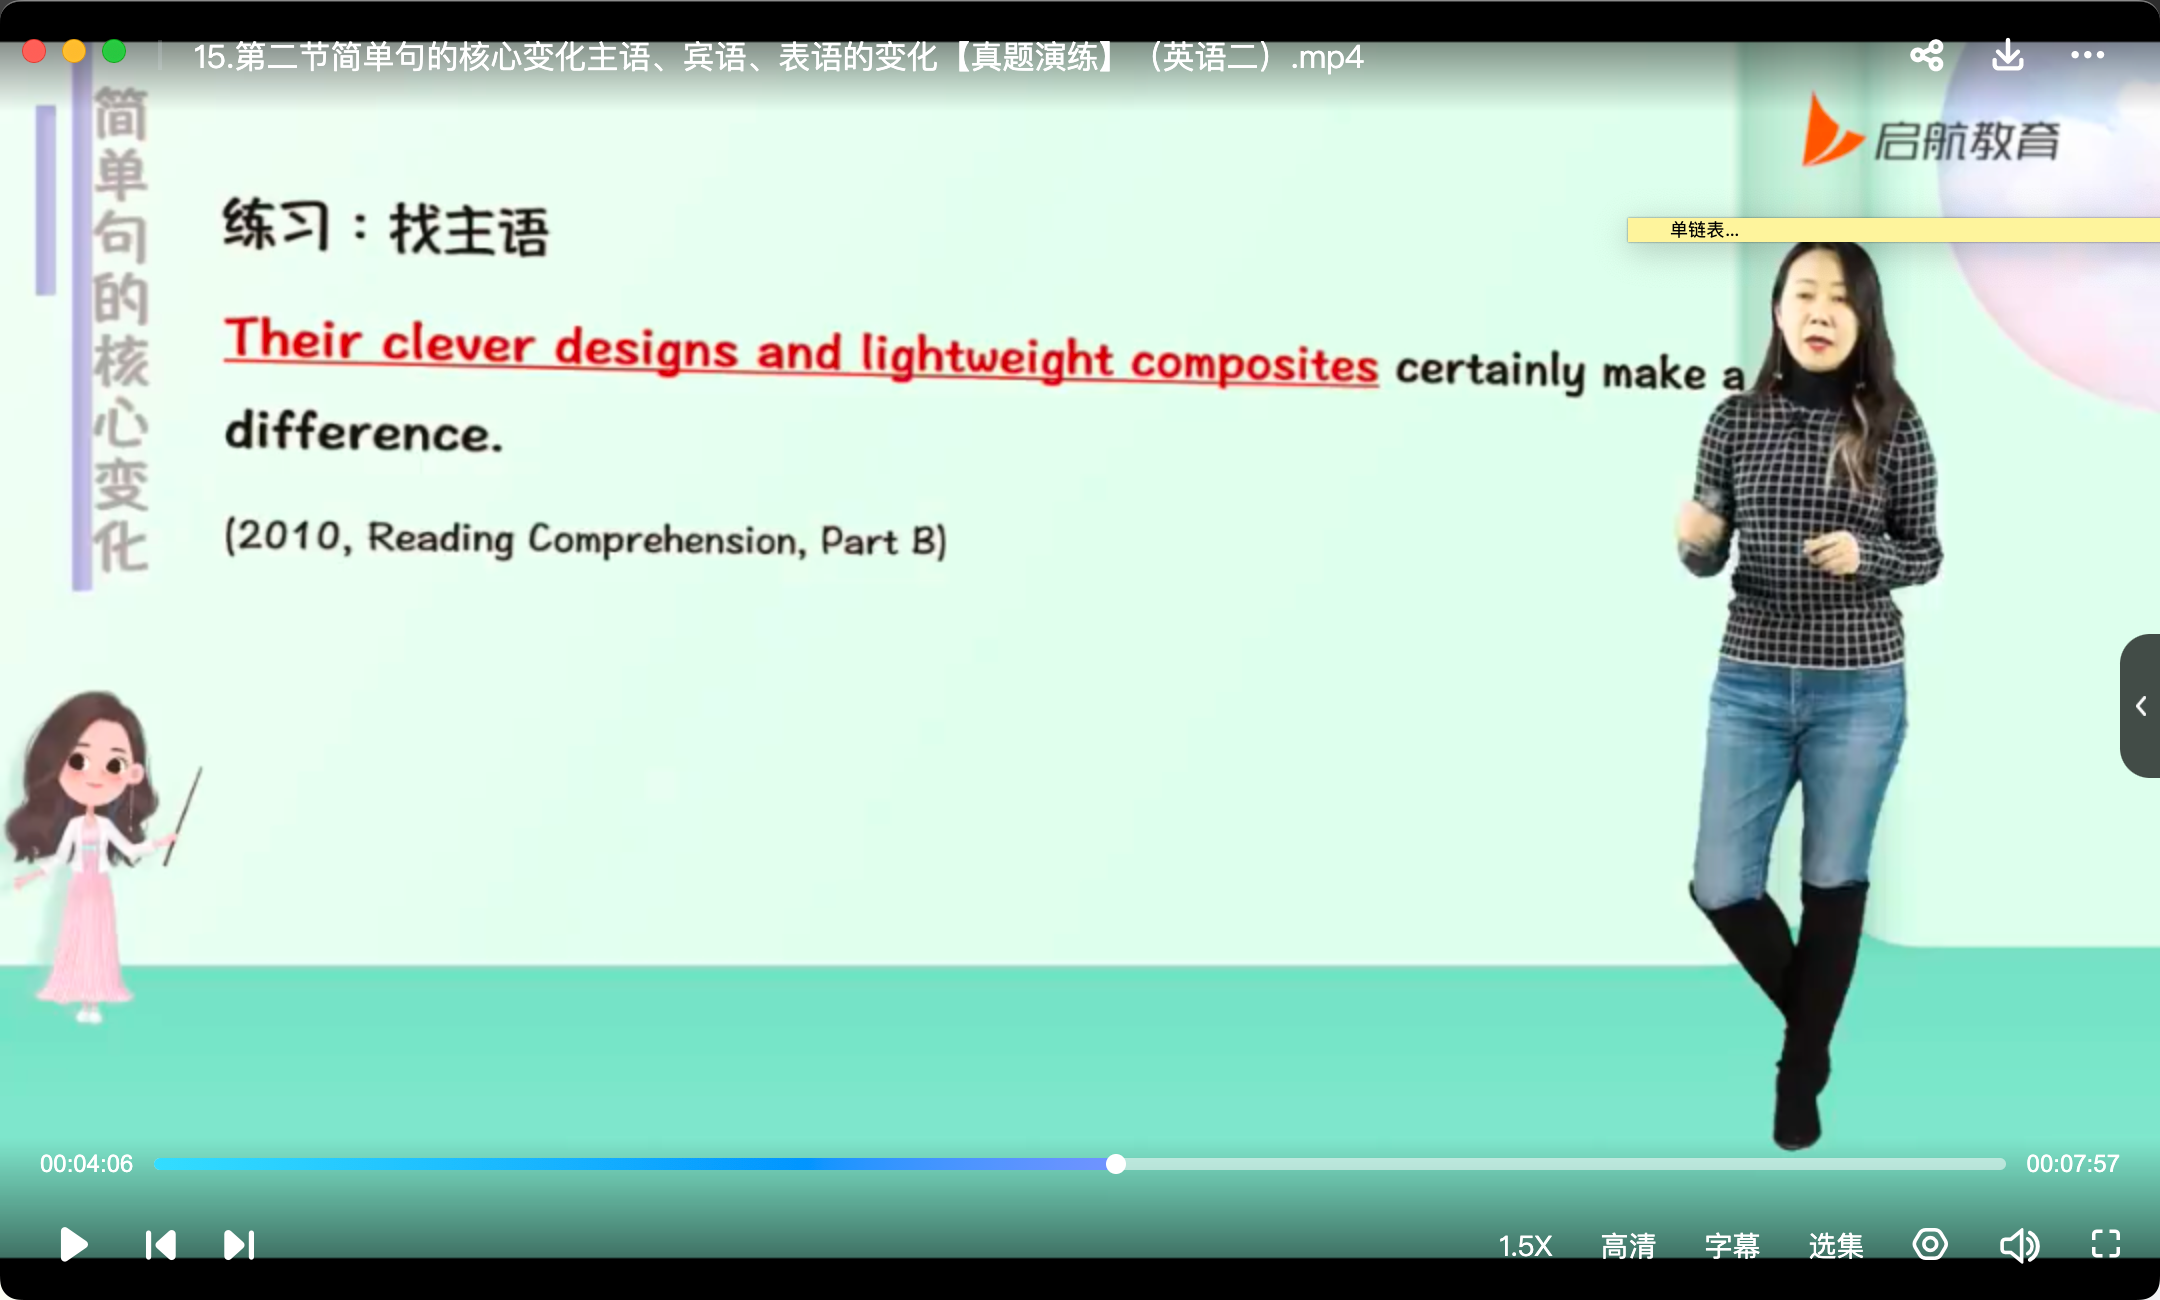 15.第二节简单句的核心变化主语、宾语、表语的变化【真题演练】（英语二）.mp4
简单句的核心变化
启航教育
单链表...
练习：找主语
Their clever designs and lightweight composites certainly make a
difference.
(2010, Reading Comprehension, Part B)
00:04:06
00:07:57
1.5X 高清 字幕 选集